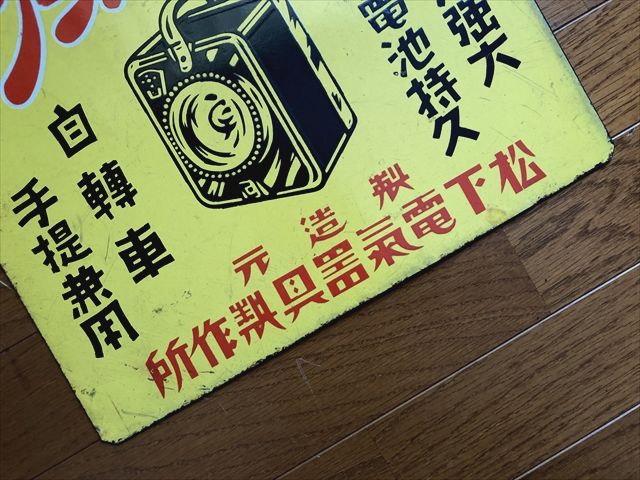 強大
電池持久
自轉車
手提兼用
製造元
松下電氣器具製作所